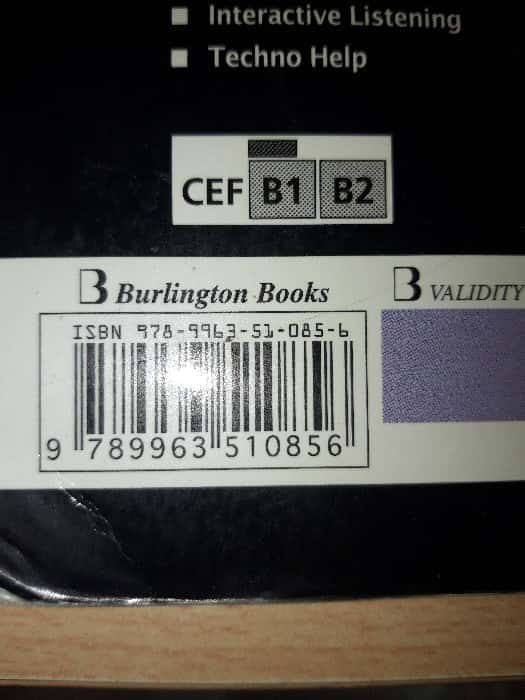 Interactive Listening
Techno Help
CEF B1 B2
B Burlington Books
B VALIDITY
ISBN 978-9963-51-085-6
9 789963 510856